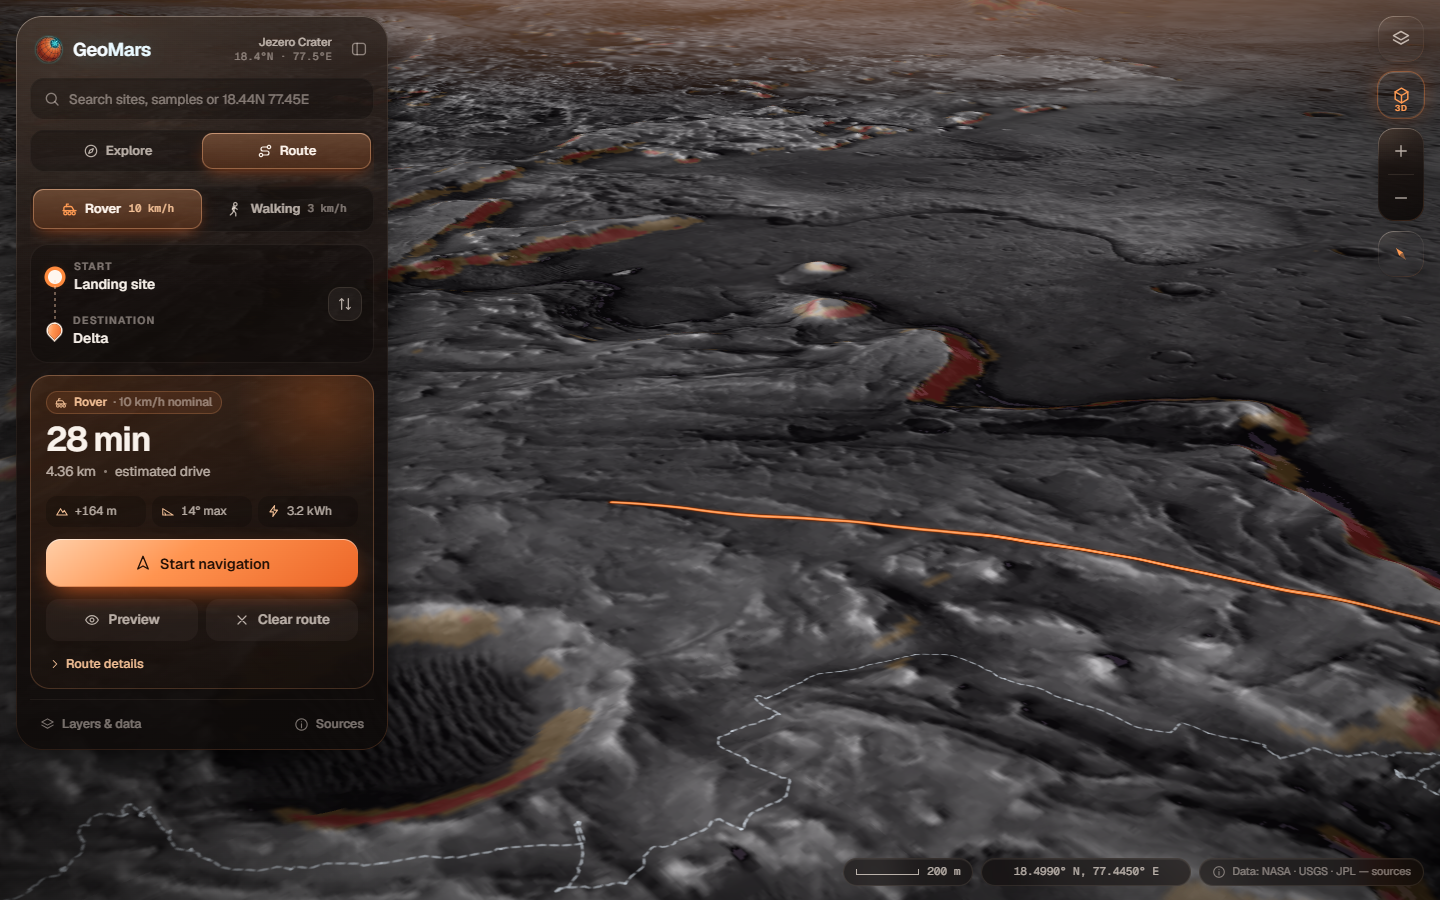 GeoMars
Jezero Crater
18.4°N · 77.5°E
Search sites, samples or 18.44N 77.45E
Explore
Route
Rover 10 km/h
Walking 3 km/h
START
Landing site
DESTINATION
Delta
Rover · 10 km/h nominal
28 min
4.36 km · estimated drive
+164 m
14° max
3.2 kWh
Start navigation
Preview
Clear route
Route details
Layers & data
Sources
3D
200 m
18.4990° N, 77.4450° E
Data: NASA · USGS · JPL — sources